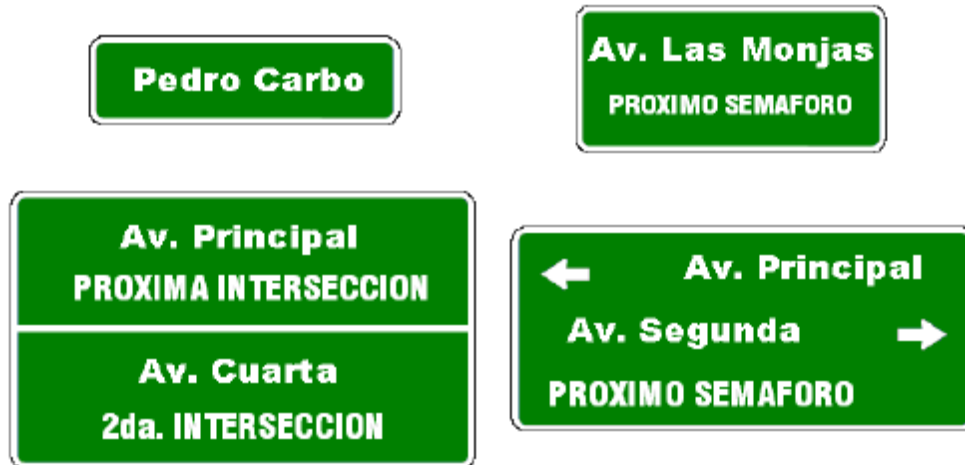 Pedro Carbo
Av. Las Monjas
PROXIMO SEMAFORO
Av. Principal
PROXIMA INTERSECCION
Av. Cuarta
2da. INTERSECCION
Av. Principal
Av. Segunda
PROXIMO SEMAFORO